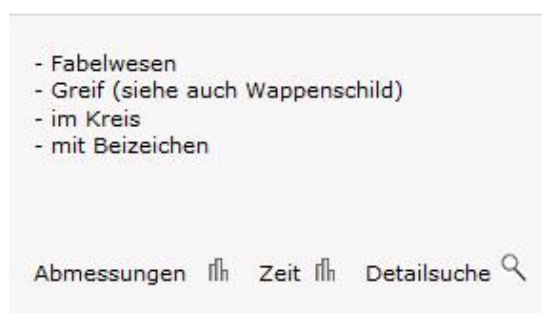 - Fabelwesen
- Greif (siehe auch Wappenschild)
- im Kreis
- mit Beizeichen
Abmessungen Zeit Detailsuche